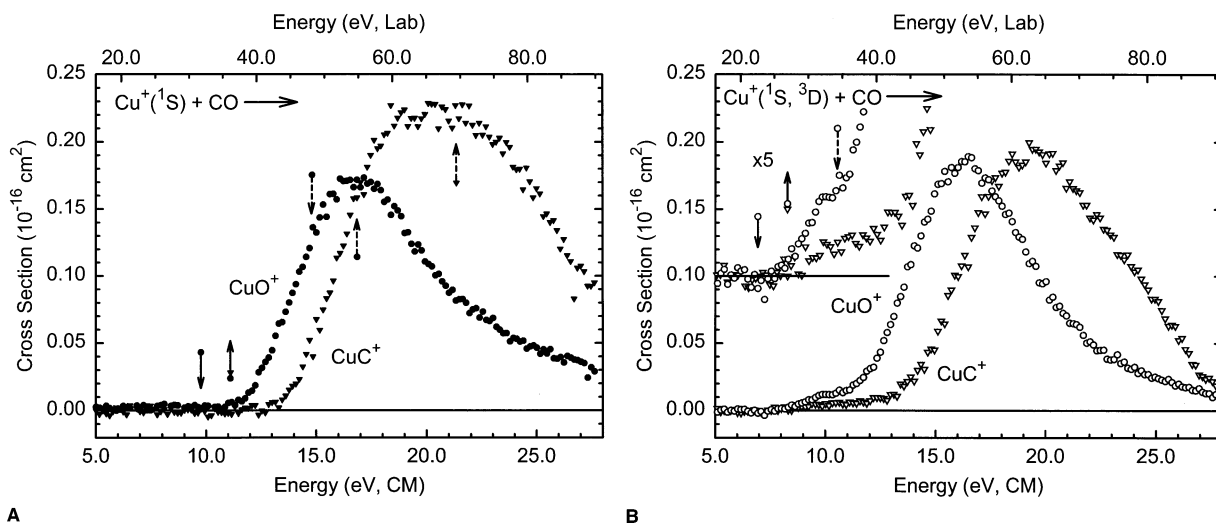 Energy (eV, Lab)
20.0 40.0 60.0 80.0
0.25
0.20
0.15
0.10
0.05
0.00
Cross Section (10⁻¹⁶ cm²)
Cu⁺(¹S) + CO
CuO⁺
CuC⁺
5.0 10.0 15.0 20.0 25.0
Energy (eV, CM)
A
Energy (eV, Lab)
20.0 40.0 60.0 80.0
0.25
0.20
0.15
0.10
0.05
0.00
Cross Section (10⁻¹⁶ cm²)
Cu⁺(¹S, ³D) + CO
x5
CuO⁺
CuC⁺
5.0 10.0 15.0 20.0 25.0
Energy (eV, CM)
B